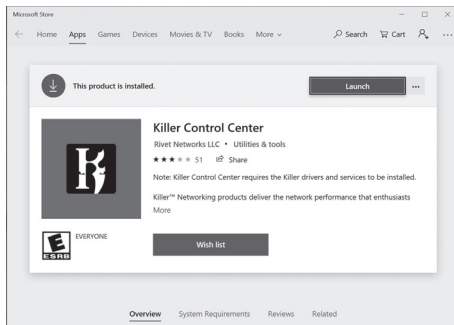 Microsoft Store
Home Apps Games Devices Movies & TV Books More Search Cart
This product is installed.
Launch
Killer Control Center
Rivet Networks LLC • Utilities & tools
★★★★★ 51 Share
Note: Killer Control Center requires the Killer drivers and services to be installed.
Killer™ Networking products deliver the network performance that enthusiasts
More
E
ESRB
EVERYONE
Wish list
Overview System Requirements Reviews Related